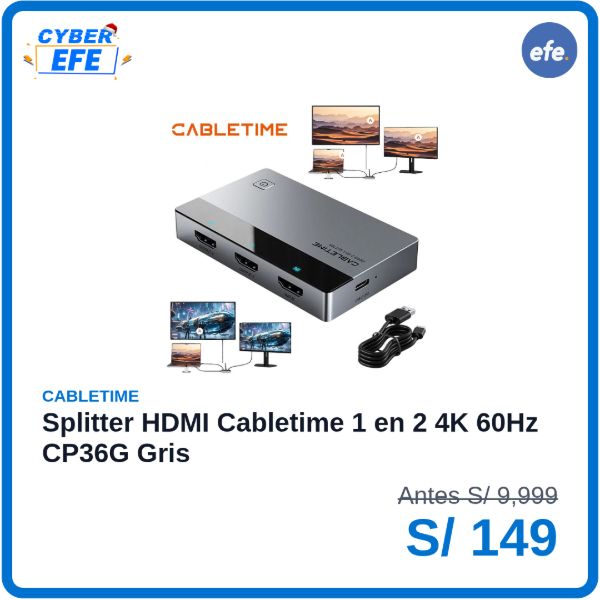 CYBER
EFE
efe.
CABLETIME
CABLETIME
CABLETIME
Splitter HDMI Cabletime 1 en 2 4K 60Hz
CP36G Gris
Antes S/ 9,999
S/ 149